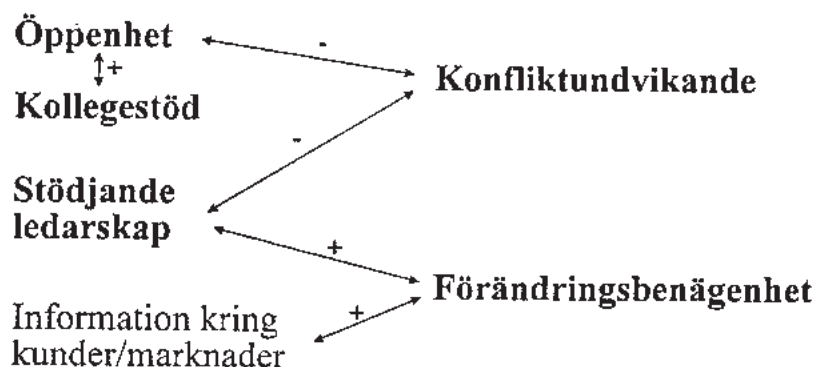 Öppenhet
-
+
Konfliktundvikande
Kollegestöd
-
Stödjande
ledarskap
+
Förändringsbenägenhet
+
Information kring
kunder/marknader